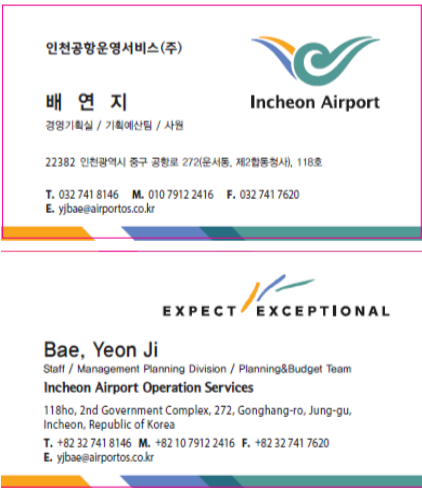 인천공항운영서비스(주)
Incheon Airport
배 연 지
경영기획실 / 기획예산팀 / 사원
22382 인천광역시 중구 공항로 272(운서동, 제2합동청사), 118호
T. 032 741 8146 M. 010 7912 2416 F. 032 741 7620
E. yjbae@airportos.co.kr
EXPECT EXCEPTIONAL
Bae, Yeon Ji
Staff / Management Planning Division / Planning&Budget Team
Incheon Airport Operation Services
118ho, 2nd Government Complex, 272, Gonghang-ro, Jung-gu,
Incheon, Republic of Korea
T. +82 32 741 8146 M. +82 10 7912 2416 F. +82 32 741 7620
E. yjbae@airportos.co.kr